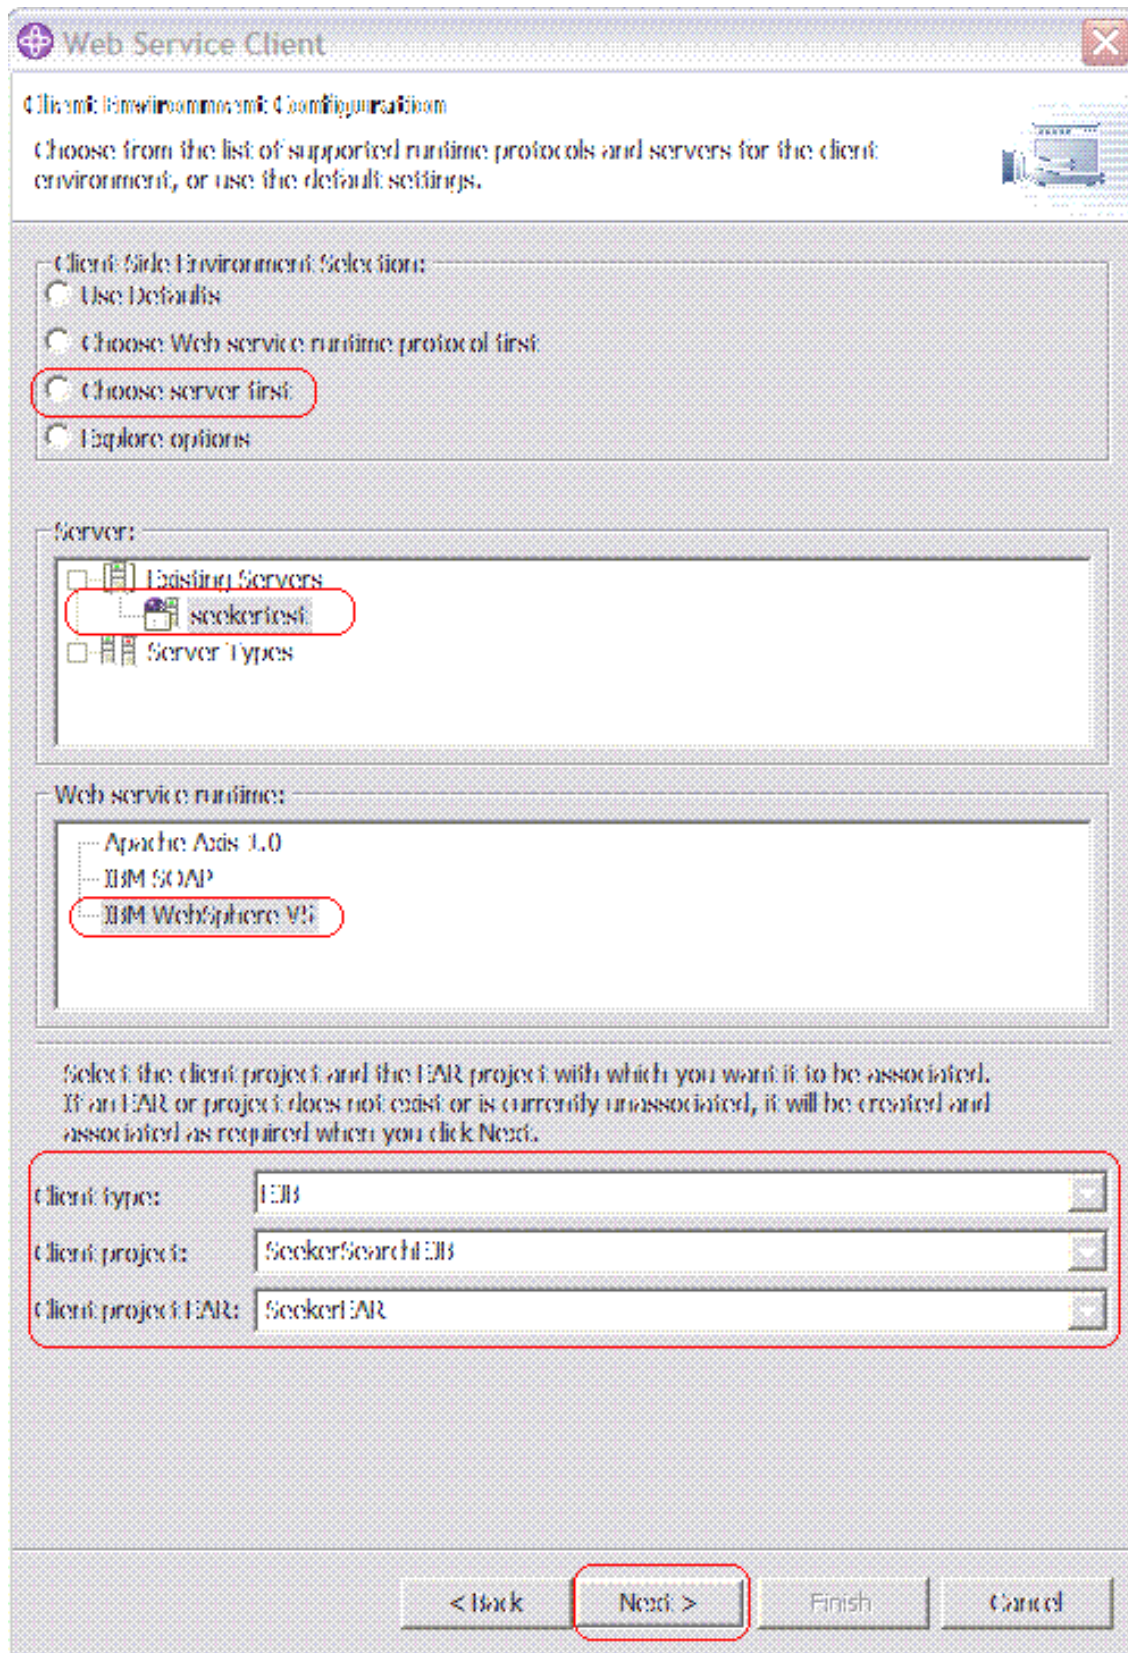 Web Service Client
Client Environment Configuration
Choose from the list of supported runtime protocols and servers for the client
environment, or use the default settings.
Client-Side Environment Selection:
Use Defaults
Choose Web service runtime protocol first
Choose server first
Explore options
Server:
Existing Servers
seekertest
Server Types
Web service runtime:
Apache Axis 1.0
IBM SOAP
IBM WebSphere V5
Select the client project and the EAR project with which you want it to be associated.
If an EAR or project does not exist or is currently unassociated, it will be created and
associated as required when you click Next.
Client type: EJB
Client project: SeekerSearchEJB
Client project EAR: SeekerEAR
< Back Next > Finish Cancel